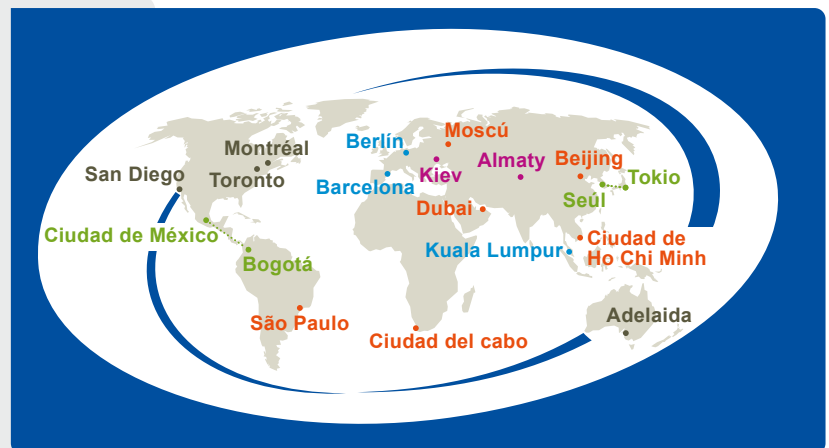 Moscú
Berlín
Montréal
Almaty
Beijing
San Diego
Toronto
Kiev
Tokio
Barcelona
Seúl
Dubai
Ciudad de México
Kuala Lumpur
Ciudad de
Ho Chi Minh
Bogotá
Adelaida
São Paulo
Ciudad del cabo